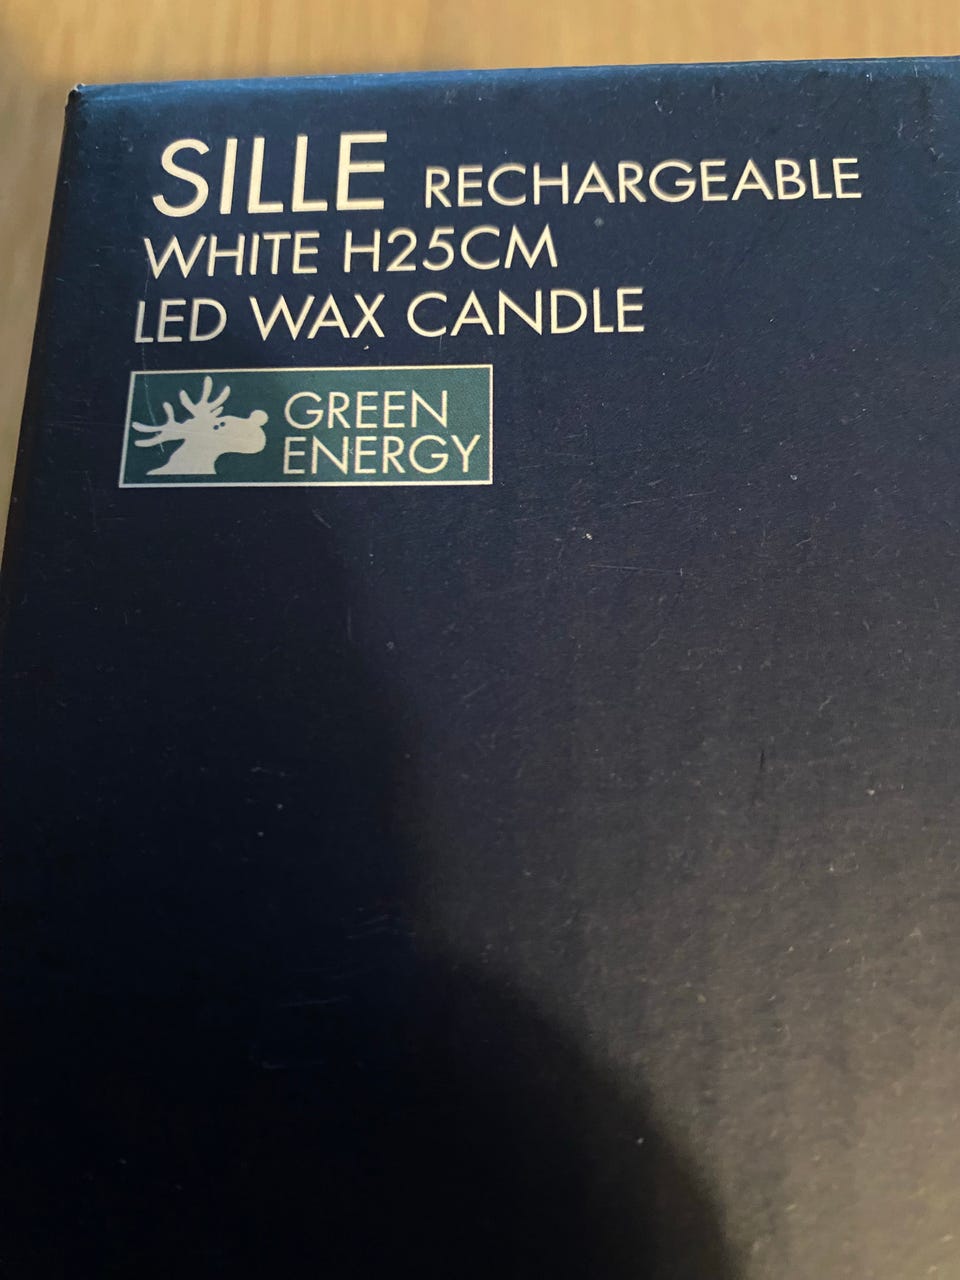 SILLE RECHARGEABLE
WHITE H25CM
LED WAX CANDLE
GREEN
ENERGY